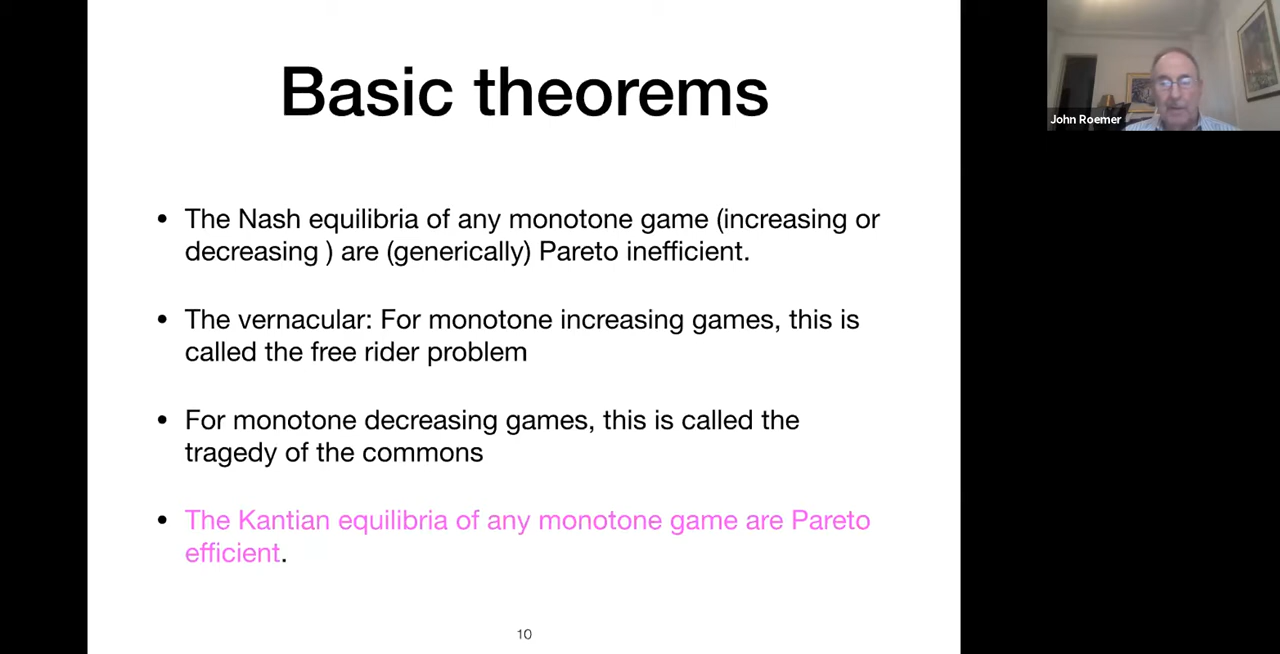 Basic theorems
• The Nash equilibria of any monotone game (increasing or
decreasing ) are (generically) Pareto inefficient.
• The vernacular: For monotone increasing games, this is
called the free rider problem
• For monotone decreasing games, this is called the
tragedy of the commons
• The Kantian equilibria of any monotone game are Pareto
efficient.
10
John Roemer